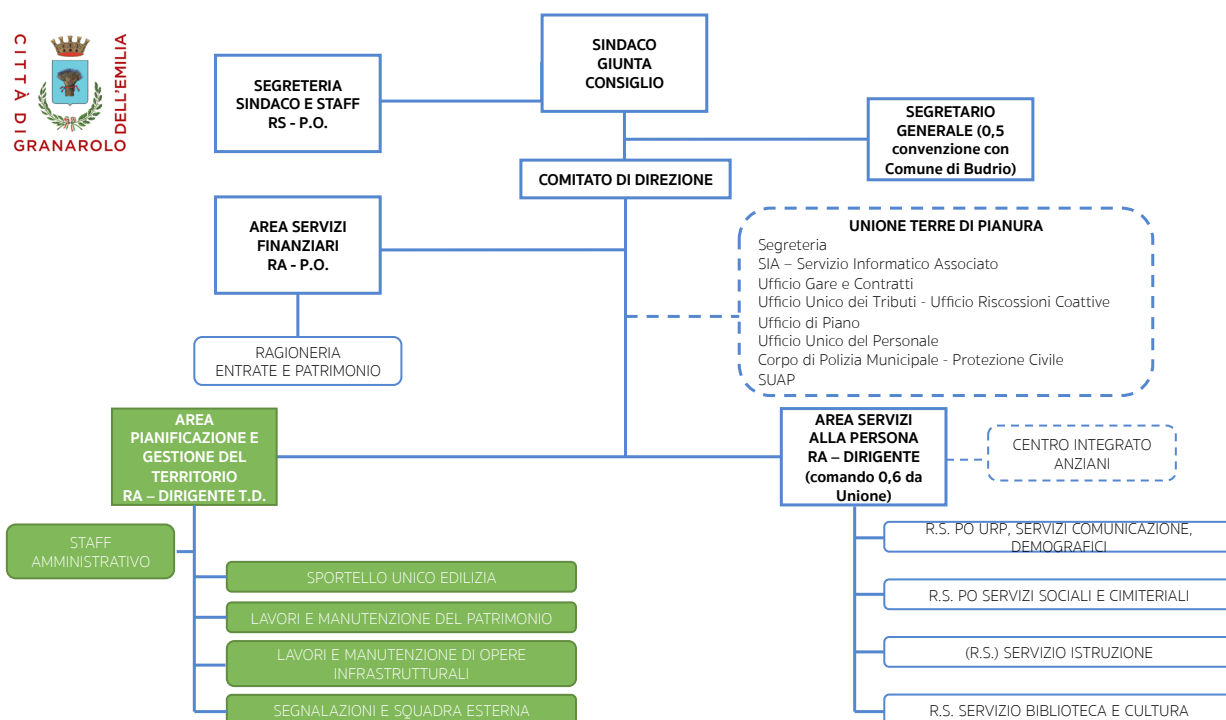 CITTÀ DI
GRANAROLO
DELL'EMILIA
SINDACO
GIUNTA
CONSIGLIO
SEGRETERIA
SINDACO E STAFF
RS - P.O.
SEGRETARIO
GENERALE (0,5
convenzione con
Comune di Budrio)
COMITATO DI DIREZIONE
AREA SERVIZI
FINANZIARI
RA - P.O.
UNIONE TERRE DI PIANURA
Segreteria
SIA – Servizio Informatico Associato
Ufficio Gare e Contratti
Ufficio Unico dei Tributi - Ufficio Riscossioni Coattive
Ufficio di Piano
Ufficio Unico del Personale
Corpo di Polizia Municipale - Protezione Civile
SUAP
RAGIONERIA
ENTRATE E PATRIMONIO
AREA
PIANIFICAZIONE E
GESTIONE DEL
TERRITORIO
RA – DIRIGENTE T.D.
AREA SERVIZI
ALLA PERSONA
RA – DIRIGENTE
(comando 0,6 da
Unione)
CENTRO INTEGRATO
ANZIANI
STAFF
AMMINISTRATIVO
SPORTELLO UNICO EDILIZIA
LAVORI E MANUTENZIONE DEL PATRIMONIO
LAVORI E MANUTENZIONE DI OPERE
INFRASTRUTTURALI
SEGNALAZIONI E SQUADRA ESTERNA
R.S. PO URP, SERVIZI COMUNICAZIONE,
DEMOGRAFICI
R.S. PO SERVIZI SOCIALI E CIMITERIALI
(R.S.) SERVIZIO ISTRUZIONE
R.S. SERVIZIO BIBLIOTECA E CULTURA